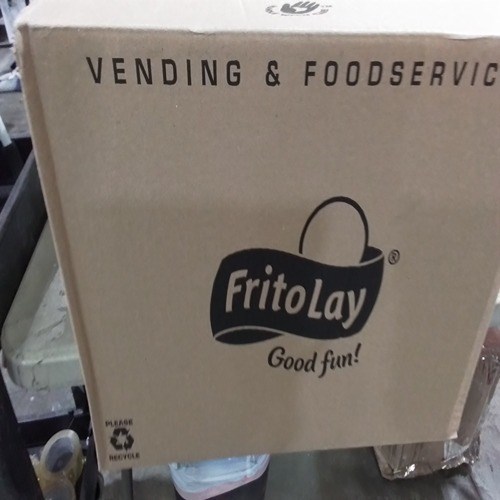 VENDING & FOODSERVIC
FritoLay®
Good fun!
PLEASE
RECYCLE